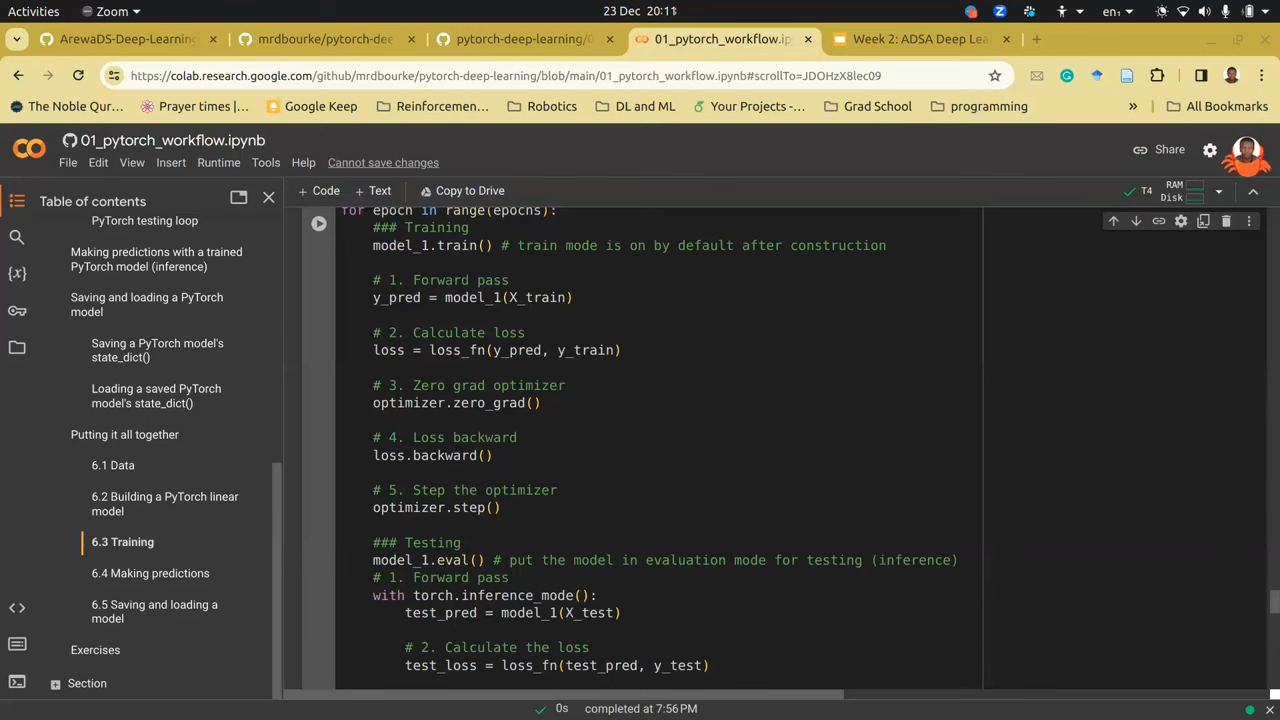 Activities
Zoom
23 Dec 20:11
en₁
ArewaDS-Deep-Learning
mrdbourke/pytorch-dee
pytorch-deep-learning/0
01_pytorch_workflow.ipy
Week 2: ADSA Deep Lea
https://colab.research.google.com/github/mrdbourke/pytorch-deep-learning/blob/main/01_pytorch_workflow.ipynb#scrollTo=JDOHzX8lec09
The Noble Qur...
Prayer times |...
Google Keep
Reinforcemen...
Robotics
DL and ML
Your Projects -...
Grad School
programming
»
All Bookmarks
01_pytorch_workflow.ipynb
File
Edit
View
Insert
Runtime
Tools
Help
Cannot save changes
Share
Table of contents
+ Code
+ Text
Copy to Drive
T4
RAM
Disk
PyTorch testing loop
Making predictions with a trained
PyTorch model (inference)
Saving and loading a PyTorch
model
Saving a PyTorch model's
state_dict()
Loading a saved PyTorch
model's state_dict()
Putting it all together
6.1 Data
6.2 Building a PyTorch linear
model
6.3 Training
6.4 Making predictions
6.5 Saving and loading a
model
Exercises
Section
for epoch in range(epochs):
### Training
model_1.train() # train mode is on by default after construction
# 1. Forward pass
y_pred = model_1(X_train)
# 2. Calculate loss
loss = loss_fn(y_pred, y_train)
# 3. Zero grad optimizer
optimizer.zero_grad()
# 4. Loss backward
loss.backward()
# 5. Step the optimizer
optimizer.step()
### Testing
model_1.eval() # put the model in evaluation mode for testing (inference)
# 1. Forward pass
with torch.inference_mode():
test_pred = model_1(X_test)
# 2. Calculate the loss
test_loss = loss_fn(test_pred, y_test)
0s
completed at 7:56 PM